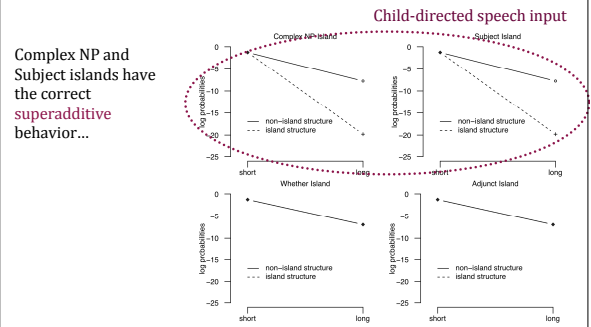 Child-directed speech input
Complex NP and
Subject islands have
the correct
superadditive
behavior…
Complex NP Island
0
−5
−10
−15
−20
−25
log probabilities
non−island structure
island structure
short
long
Subject Island
0
−5
−10
−15
−20
−25
log probabilities
non−island structure
island structure
short
long
Whether Island
0
−5
−10
−15
−20
−25
log probabilities
non−island structure
island structure
short
long
Adjunct Island
0
−5
−10
−15
−20
−25
log probabilities
non−island structure
island structure
short
long